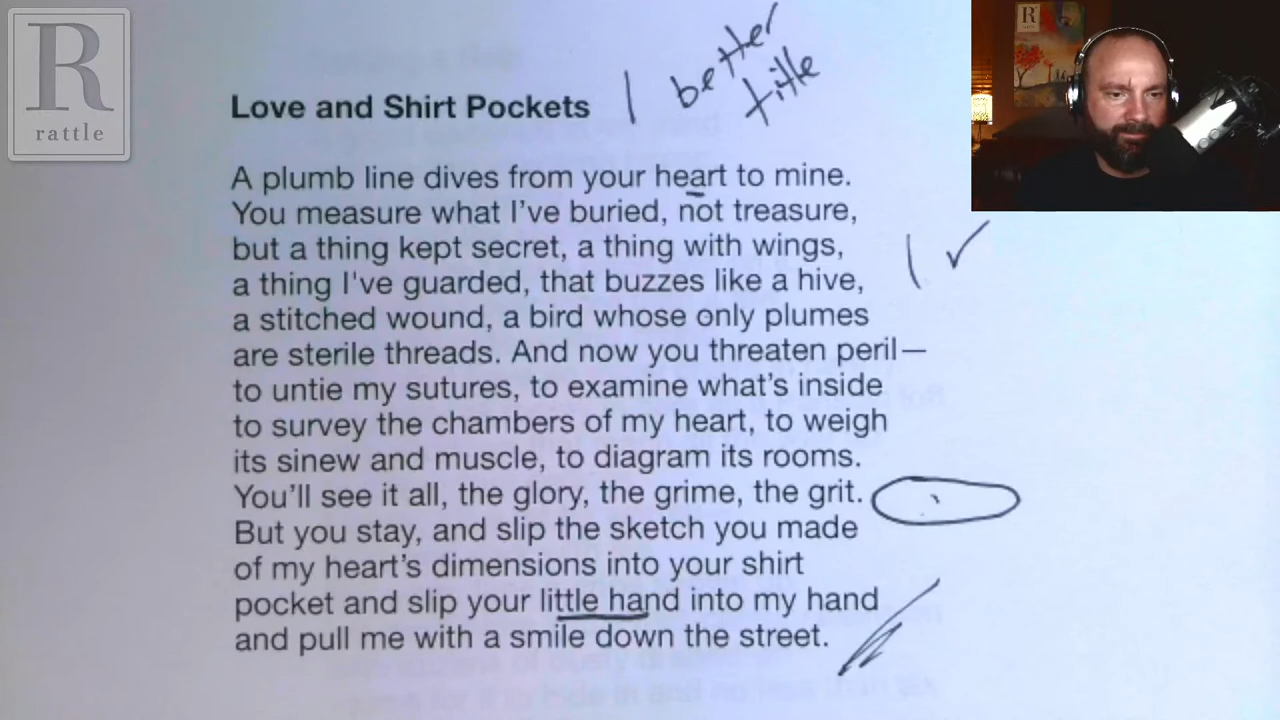 R
rattle
better
title
Love and Shirt Pockets
A plumb line dives from your heart to mine.
You measure what I've buried, not treasure,
but a thing kept secret, a thing with wings,
a thing I've guarded, that buzzes like a hive,
a stitched wound, a bird whose only plumes
are sterile threads. And now you threaten peril—
to untie my sutures, to examine what's inside
to survey the chambers of my heart, to weigh
its sinew and muscle, to diagram its rooms.
You'll see it all, the glory, the grime, the grit.
But you stay, and slip the sketch you made
of my heart's dimensions into your shirt
pocket and slip your little hand into my hand
and pull me with a smile down the street.
R